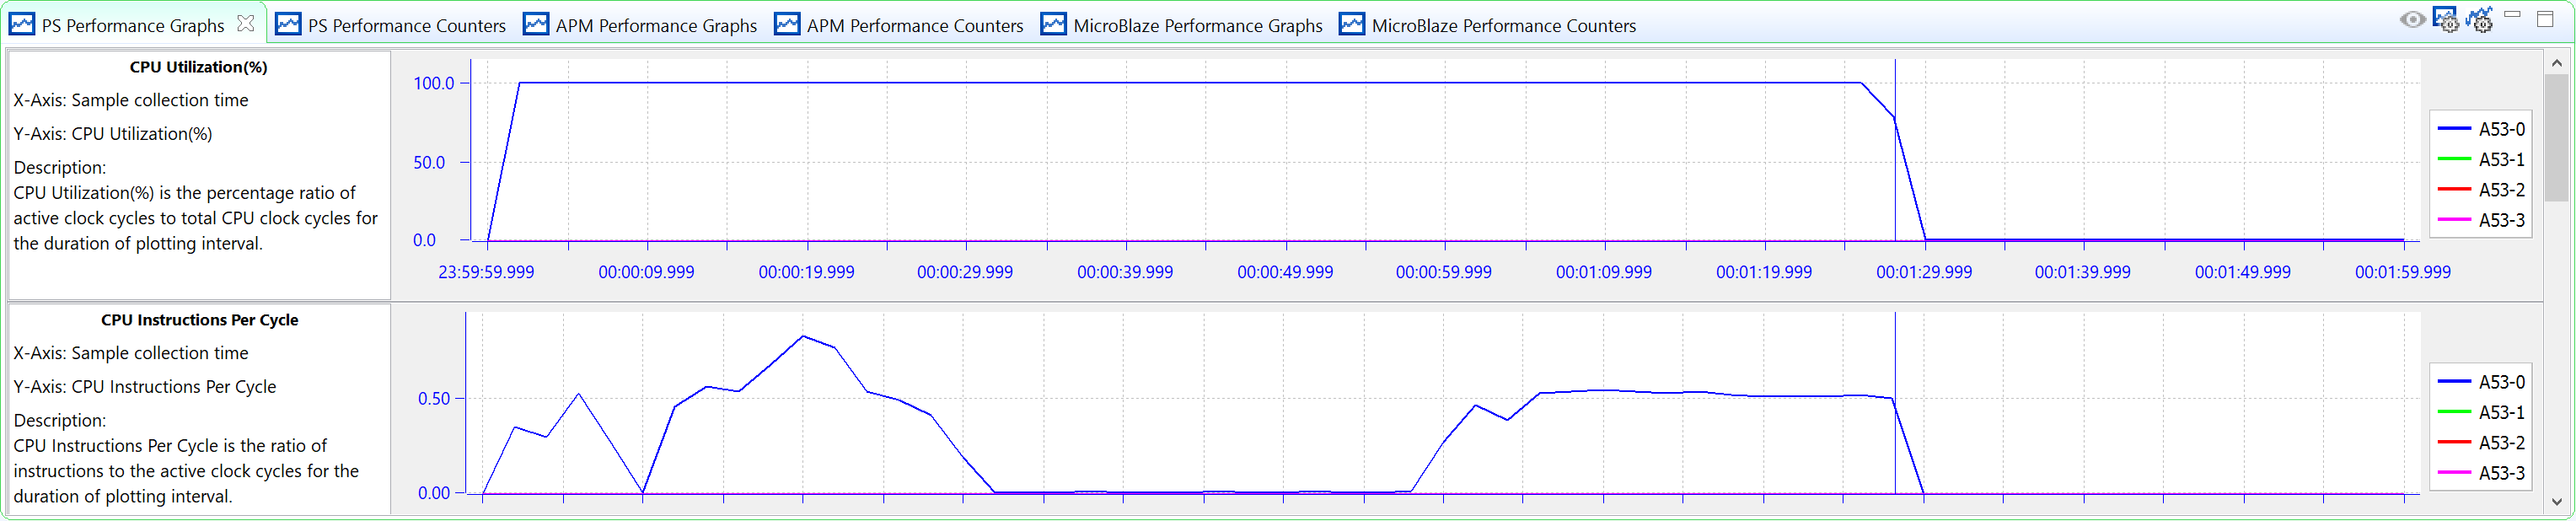 PS Performance Graphs
PS Performance Counters
APM Performance Graphs
APM Performance Counters
MicroBlaze Performance Graphs
MicroBlaze Performance Counters
CPU Utilization(%)
X-Axis: Sample collection time
Y-Axis: CPU Utilization(%)
Description:
CPU Utilization(%) is the percentage ratio of
active clock cycles to total CPU clock cycles for
the duration of plotting interval.
100.0
50.0
0.0
23:59:59.999
00:00:09.999
00:00:19.999
00:00:29.999
00:00:39.999
00:00:49.999
00:00:59.999
00:01:09.999
00:01:19.999
00:01:29.999
00:01:39.999
00:01:49.999
00:01:59.999
A53-0
A53-1
A53-2
A53-3
CPU Instructions Per Cycle
X-Axis: Sample collection time
Y-Axis: CPU Instructions Per Cycle
Description:
CPU Instructions Per Cycle is the ratio of
instructions to the active clock cycles for the
duration of plotting interval.
0.50
0.00
A53-0
A53-1
A53-2
A53-3